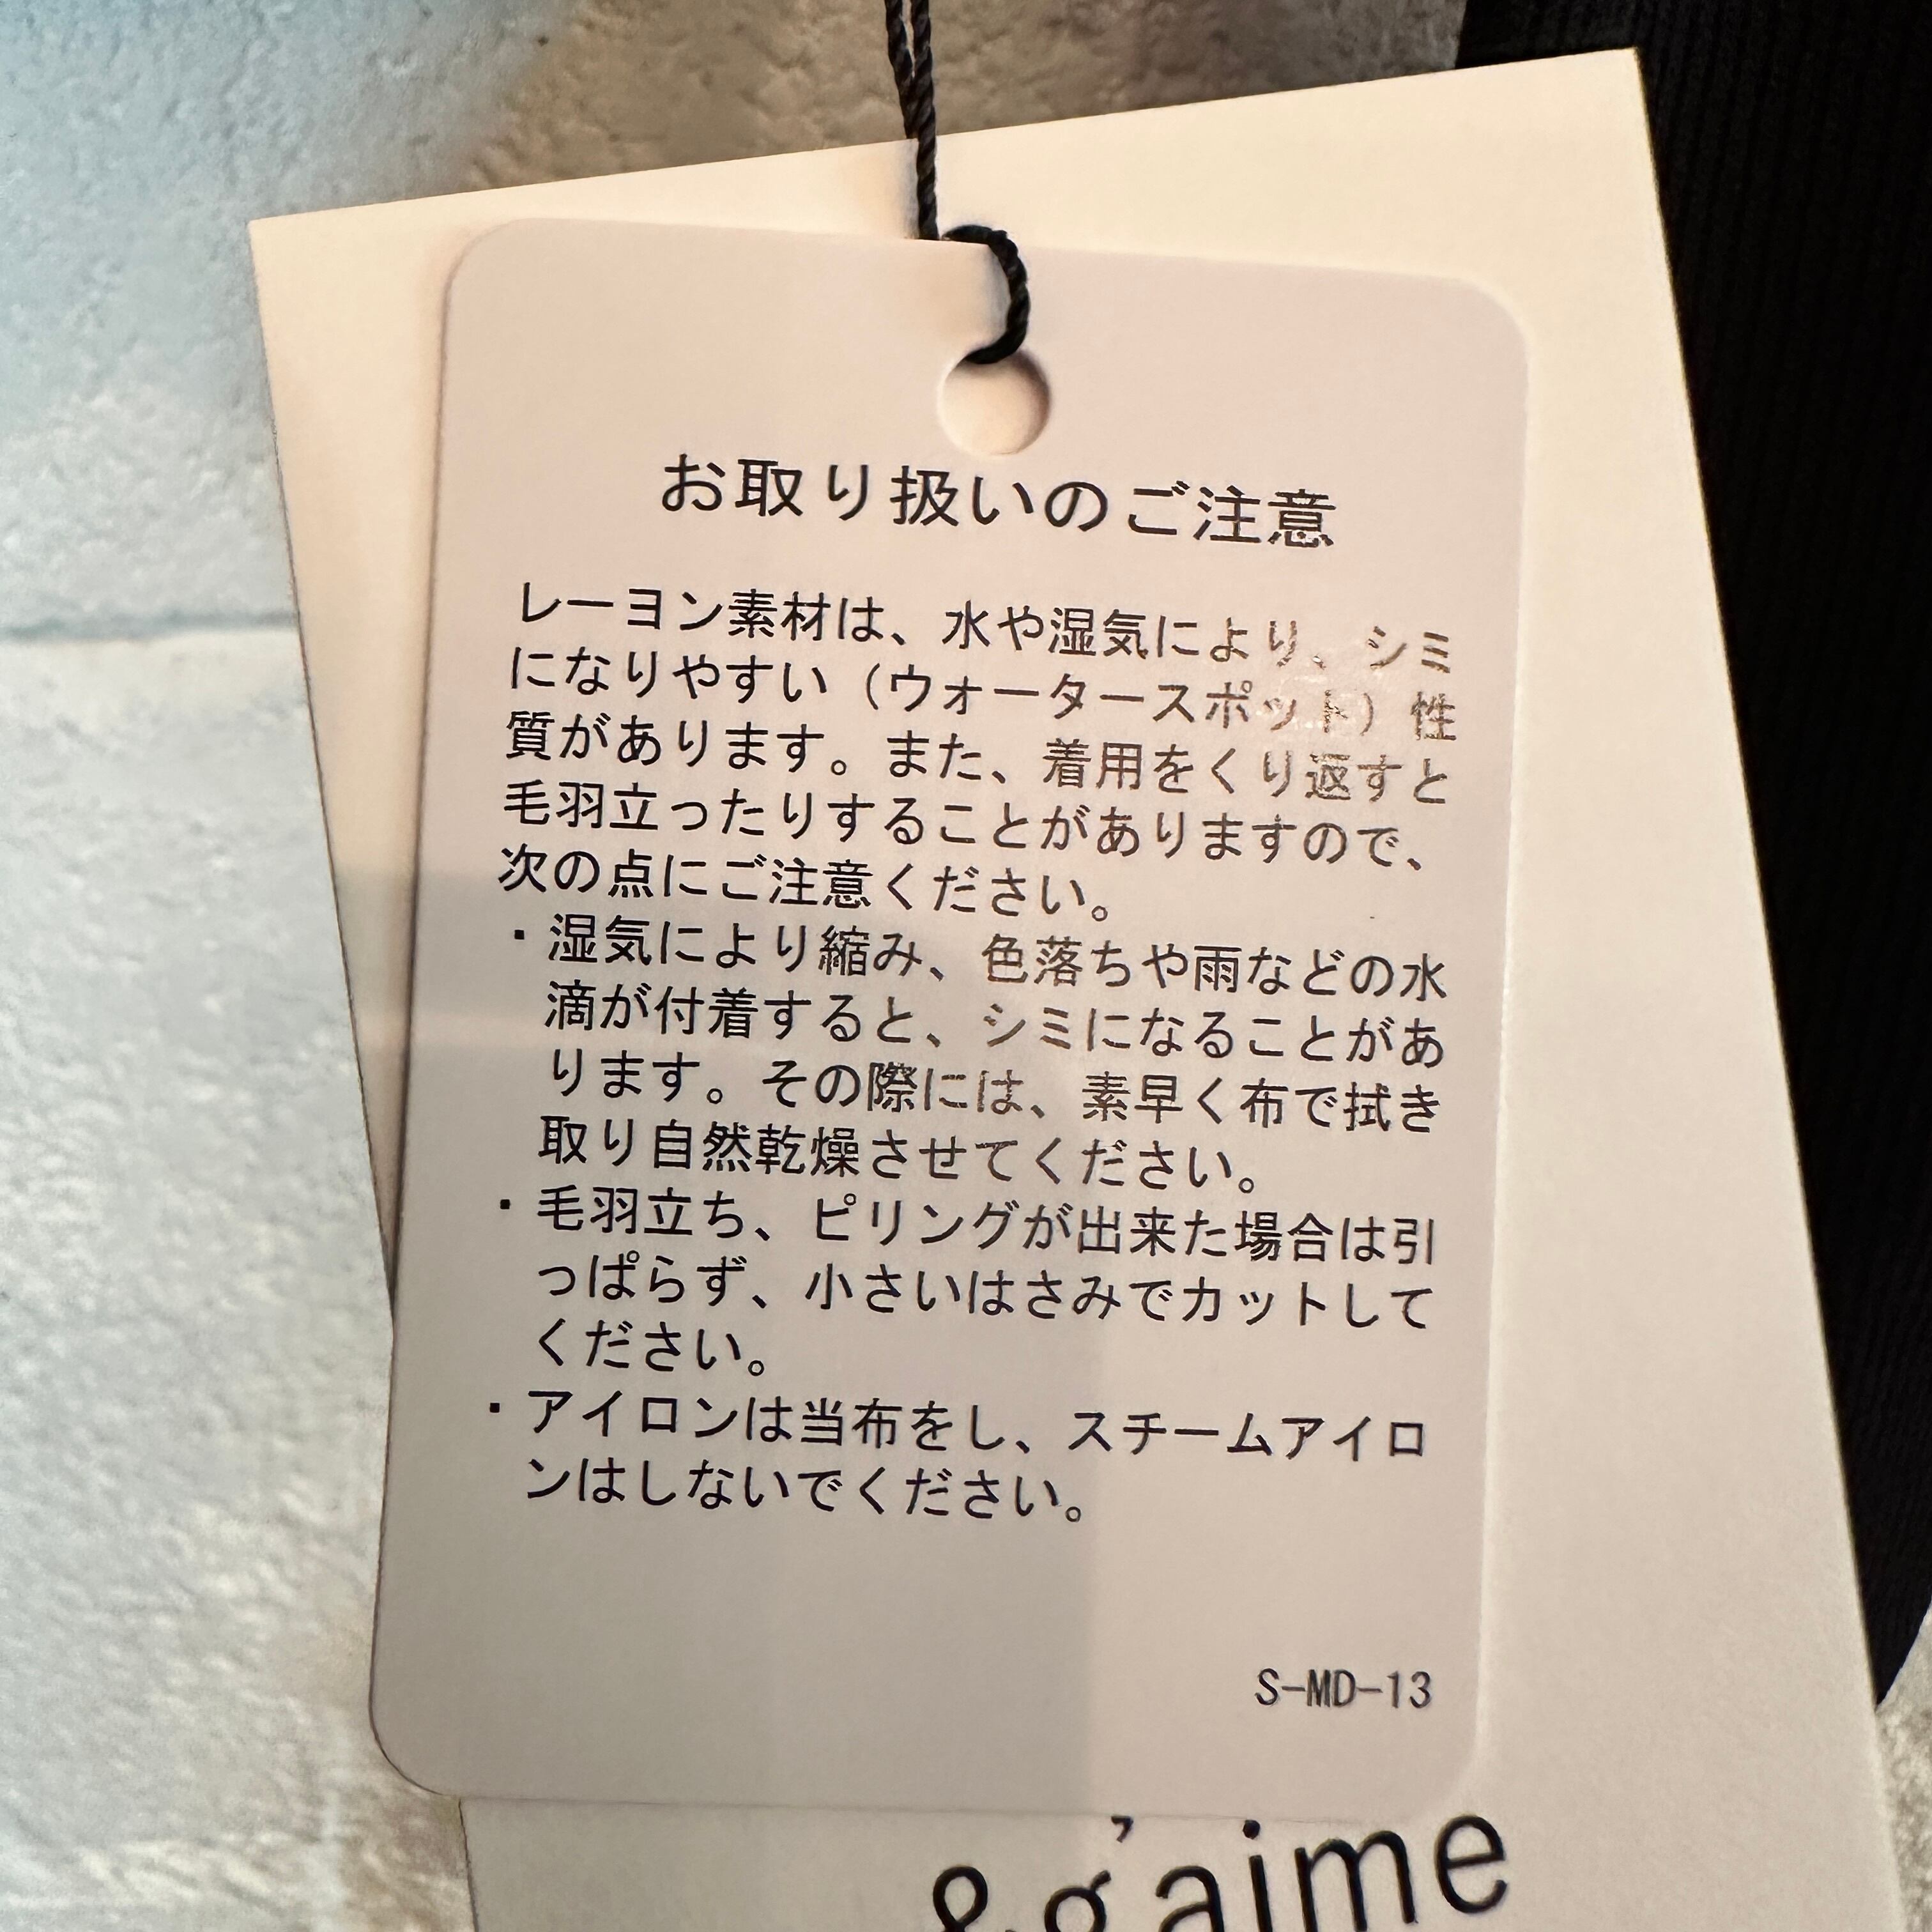 お取り扱いのご注意
レーヨン素材は、水や湿気により、シミ
になりやすい（ウォータースポット）性
質があります。また、着用をくり返すと
毛羽立ったりすることがありますので、
次の点にご注意ください。
・湿気により縮み、色落ちや雨などの水
滴が付着すると、シミになることがあ
ります。その際には、素早く布で拭き
取り自然乾燥させてください。
・毛羽立ち、ピリングが出来た場合は引
っぱらず、小さいはさみでカットして
ください。
・アイロンは当布をし、スチームアイロ
ンはしないでください。
S-MD-13
&g'aime